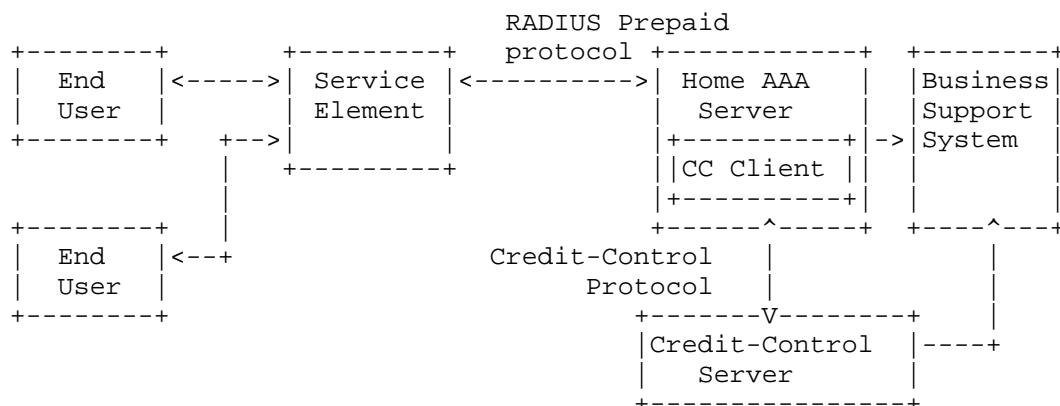 RADIUS Prepaid
protocol
End User
Service Element
Home AAA Server
CC Client
Business Support System
End User
Credit-Control Protocol
Credit-Control Server